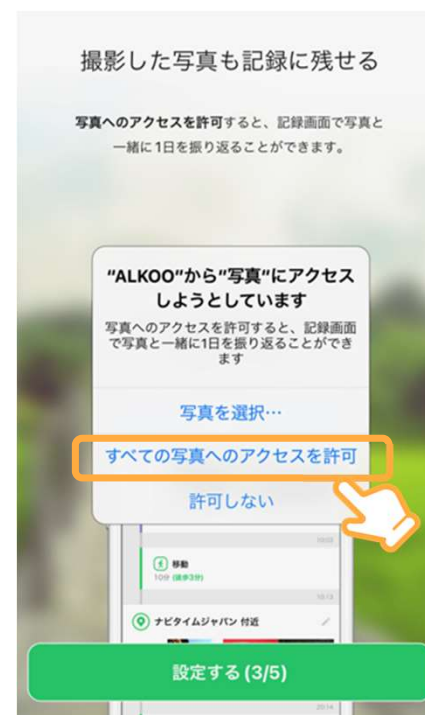 撮影した写真も記録に残せる
写真へのアクセスを許可すると、記録画面で写真と
一緒に1日を振り返ることができます。
"ALKOO"から"写真"にアクセス
しようとしています
写真へのアクセスを許可すると、記録画面
で写真と一緒に1日を振り返ることができ
ます
写真を選択…
すべての写真へのアクセスを許可
許可しない
移動
10分 (徒歩3分)
10:13
ナビタイムジャパン 付近
設定する (3/5)
20:14